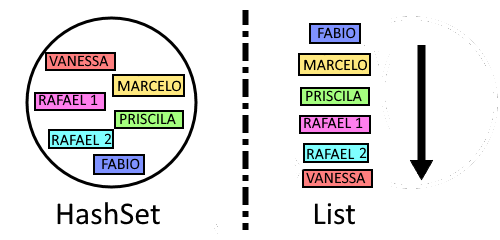 VANESSA
MARCELO
RAFAEL 1
PRISCILA
RAFAEL 2
FABIO
HashSet
FABIO
MARCELO
PRISCILA
RAFAEL 1
RAFAEL 2
VANESSA
List